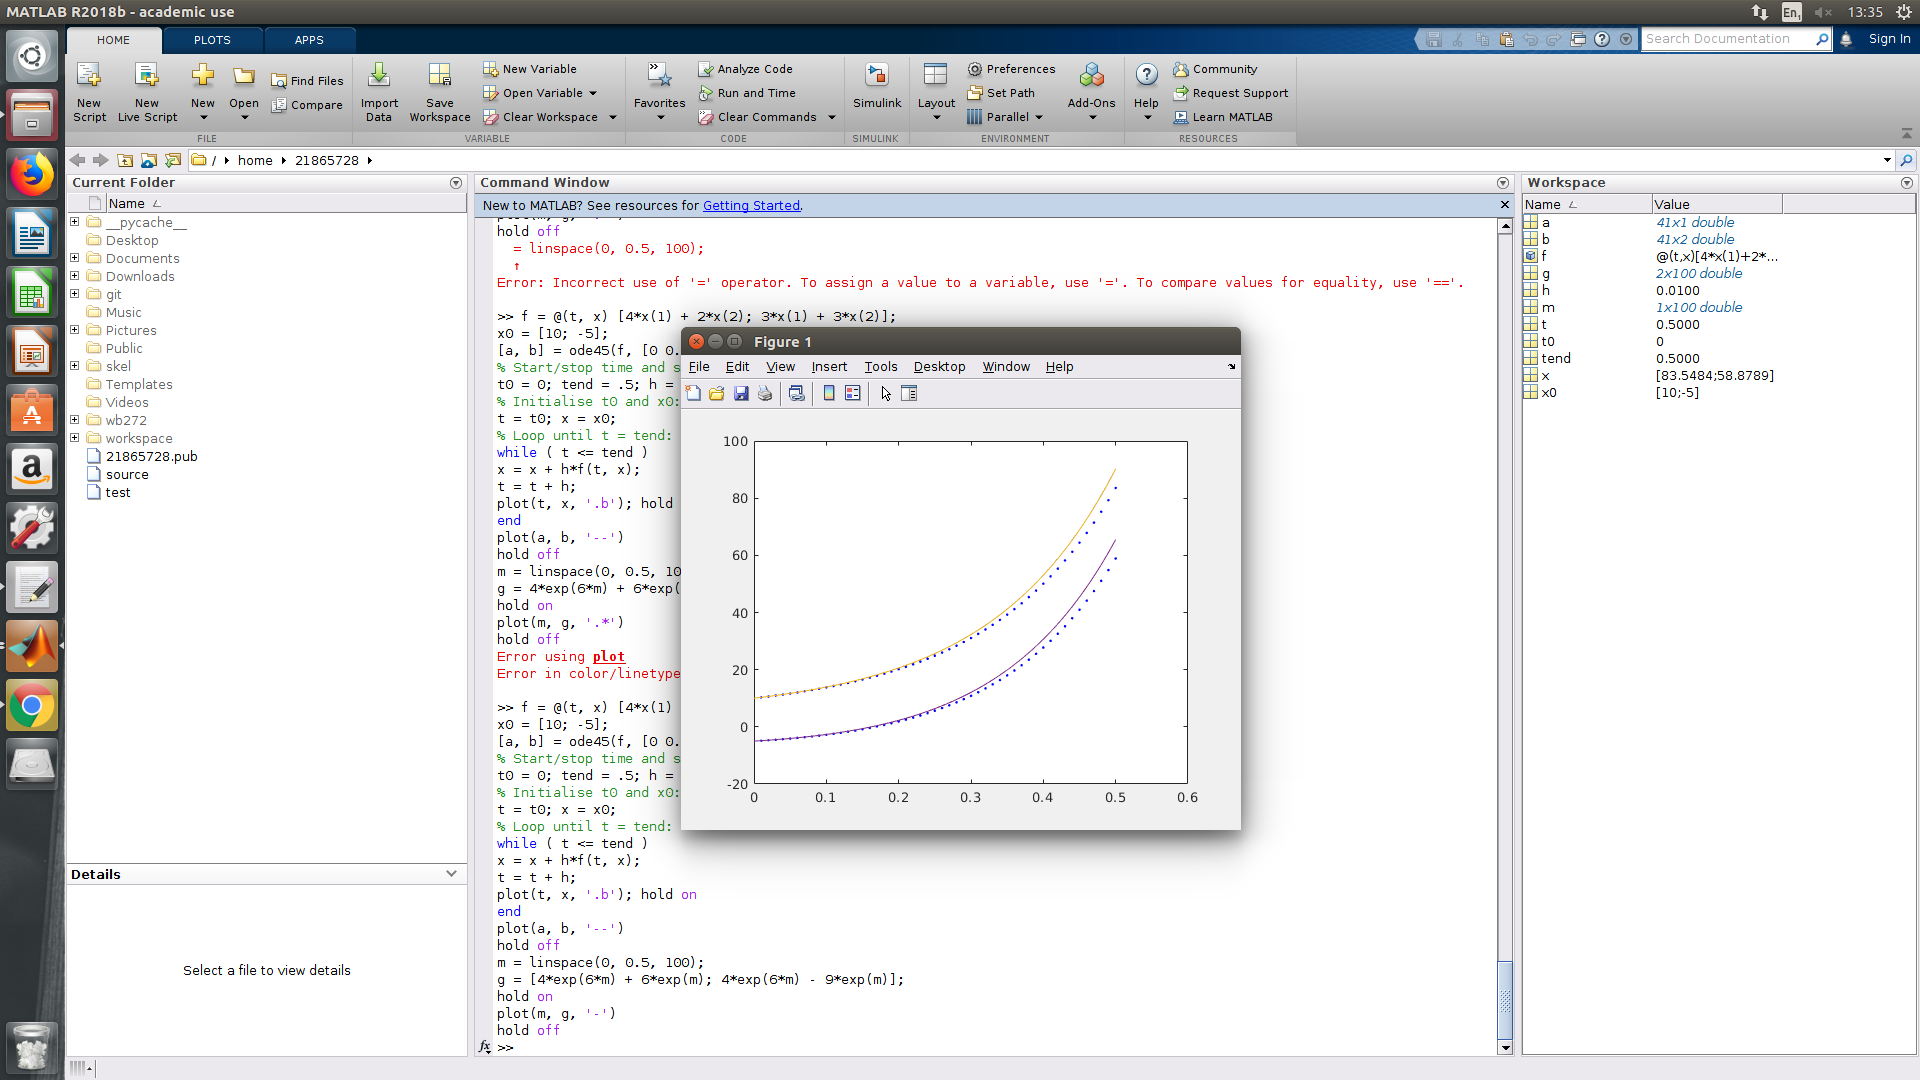 MATLAB R2018b - academic use
En1
13:35
HOME
PLOTS
APPS
Search Documentation
Sign In
New Script
New Live Script
New
Open
Find Files
Compare
FILE
Import Data
Save Workspace
New Variable
Open Variable
Clear Workspace
VARIABLE
Favorites
Analyze Code
Run and Time
Clear Commands
CODE
Simulink
SIMULINK
Layout
Preferences
Set Path
Parallel
Add-Ons
ENVIRONMENT
Help
Community
Request Support
Learn MATLAB
RESOURCES
/ home 21865728
Current Folder
Name
__pycache__
Desktop
Documents
Downloads
git
Music
Pictures
Public
skel
Templates
Videos
wb272
workspace
21865728.pub
source
test
Details
Select a file to view details
Command Window
New to MATLAB? See resources for Getting Started.
hold off
= linspace(0, 0.5, 100);
↑
Error: Incorrect use of '=' operator. To assign a value to a variable, use '='. To compare values for equality, use '=='.
>> f = @(t, x) [4*x(1) + 2*x(2); 3*x(1) + 3*x(2)];
x0 = [10; -5];
[a, b] = ode45(f, [0 0.
% Start/stop time and s
t0 = 0; tend = .5; h =
% Initialise t0 and x0:
t = t0; x = x0;
% Loop until t = tend:
while ( t <= tend )
x = x + h*f(t, x);
t = t + h;
plot(t, x, '.b'); hold
end
plot(a, b, '--')
hold off
m = linspace(0, 0.5, 10
g = 4*exp(6*m) + 6*exp(
hold on
plot(m, g, '.*')
hold off
Error using plot
Error in color/linetype
>> f = @(t, x) [4*x(1)
x0 = [10; -5];
[a, b] = ode45(f, [0 0.
% Start/stop time and s
t0 = 0; tend = .5; h =
% Initialise t0 and x0:
t = t0; x = x0;
% Loop until t = tend:
while ( t <= tend )
x = x + h*f(t, x);
t = t + h;
plot(t, x, '.b'); hold on
end
plot(a, b, '--')
hold off
m = linspace(0, 0.5, 100);
g = [4*exp(6*m) + 6*exp(m); 4*exp(6*m) - 9*exp(m)];
hold on
plot(m, g, '-')
hold off
fx >>
Figure 1
File Edit View Insert Tools Desktop Window Help
100
80
60
40
20
0
-20
0 0.1 0.2 0.3 0.4 0.5 0.6
Workspace
Name Value
a 41x1 double
b 41x2 double
f @(t,x)[4*x(1)+2*...
g 2x100 double
h 0.0100
m 1x100 double
t 0.5000
t0 0
tend 0.5000
x [83.5484;58.8789]
x0 [10;-5]